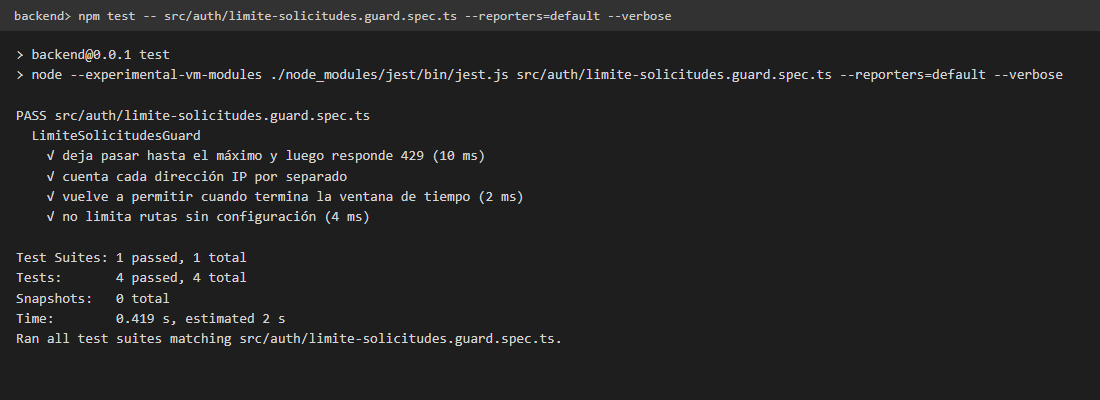 backend> npm test -- src/auth/limite-solicitudes.guard.spec.ts --reporters=default --verbose
> backend@0.0.1 test
> node --experimental-vm-modules ./node_modules/jest/bin/jest.js src/auth/limite-solicitudes.guard.spec.ts --reporters=default --verbose
PASS src/auth/limite-solicitudes.guard.spec.ts
LimiteSolicitudesGuard
√ deja pasar hasta el máximo y luego responde 429 (10 ms)
√ cuenta cada dirección IP por separado
√ vuelve a permitir cuando termina la ventana de tiempo (2 ms)
√ no limita rutas sin configuración (4 ms)
Test Suites: 1 passed, 1 total
Tests:       4 passed, 4 total
Snapshots:   0 total
Time:        0.419 s, estimated 2 s
Ran all test suites matching src/auth/limite-solicitudes.guard.spec.ts.